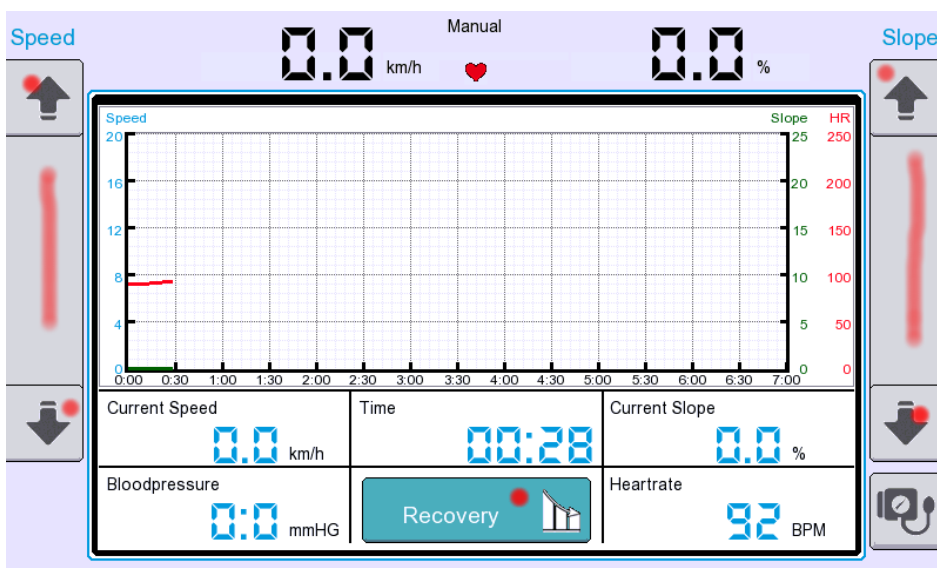 Speed
0.0 km/h
Manual
0.0 %
Slope
Speed
Slope HR
20
25 250
16
20 200
12
15 150
8
10 100
4
5 50
0
0 0
0:00 0:30 1:00 1:30 2:00 2:30 3:00 3:30 4:00 4:30 5:00 5:30 6:00 6:30 7:00
Current Speed
0.0 km/h
Time
00:28
Current Slope
0.0 %
Bloodpressure
0:0 mmHG
Recovery
Heartrate
92 BPM